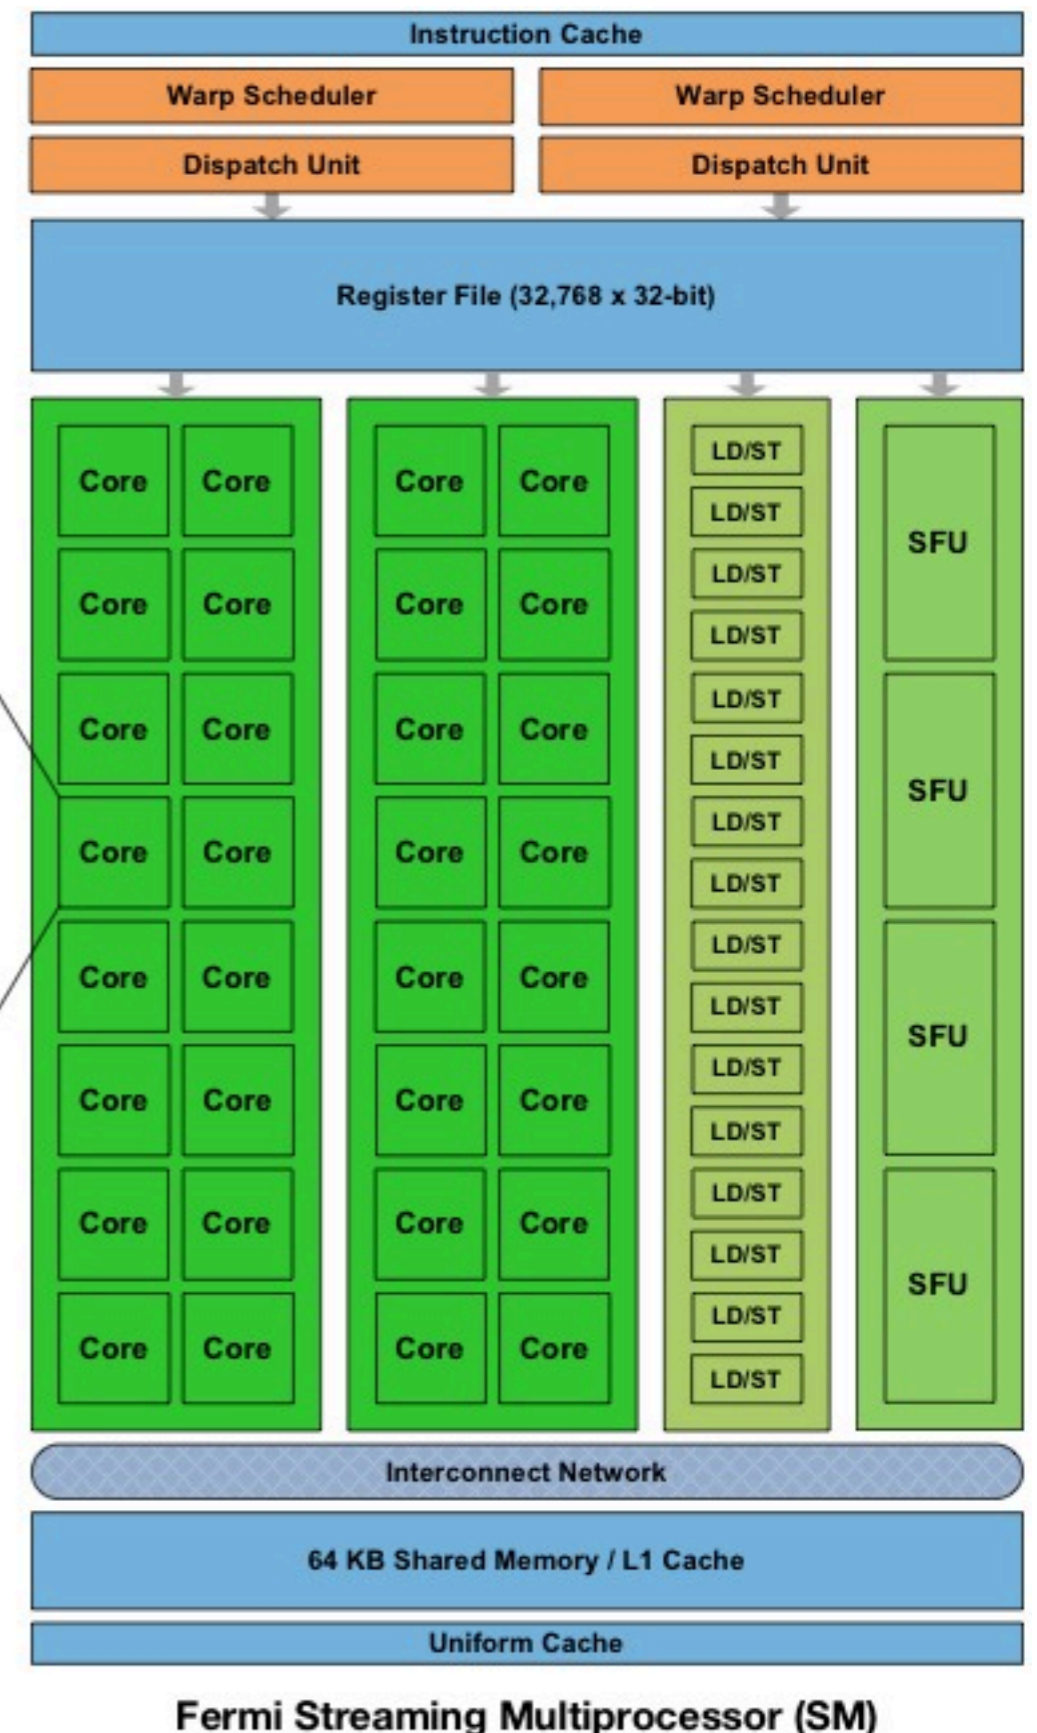 Instruction Cache
Warp Scheduler Warp Scheduler
Dispatch Unit Dispatch Unit
Register File (32,768 x 32-bit)
Core Core Core Core LD/ST
LD/ST
SFU
Core Core Core Core LD/ST
LD/ST
Core Core Core Core LD/ST
LD/ST
SFU
Core Core Core Core LD/ST
LD/ST
Core Core Core Core LD/ST
LD/ST
SFU
Core Core Core Core LD/ST
LD/ST
Core Core Core Core LD/ST
LD/ST
SFU
Core Core Core Core LD/ST
LD/ST
Interconnect Network
64 KB Shared Memory / L1 Cache
Uniform Cache
Fermi Streaming Multiprocessor (SM)